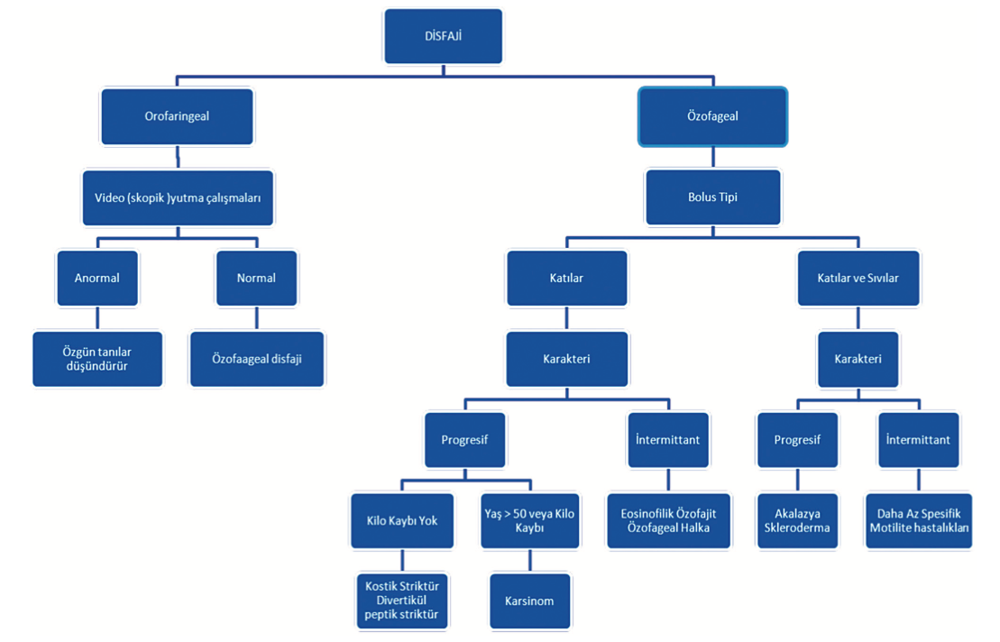 DİSFAJİ
Orofaringeal
Özofageal
Video (skopik )yutma çalışmaları
Bolus Tipi
Anormal
Normal
Katılar
Katılar ve Sıvılar
Özgün tanılar
düşündürür
Özofaageal disfaji
Karakteri
Karakteri
Progresif
İntermittant
Progresif
İntermittant
Kilo Kaybı Yok
Yaş > 50 veya Kilo
Kaybı
Eosinofilik Özofajit
Özofageal Halka
Akalazya
Skleroderma
Daha Az Spesifik
Motilite hastalıkları
Kostik Striktür
Divertikül
peptik striktür
Karsinom